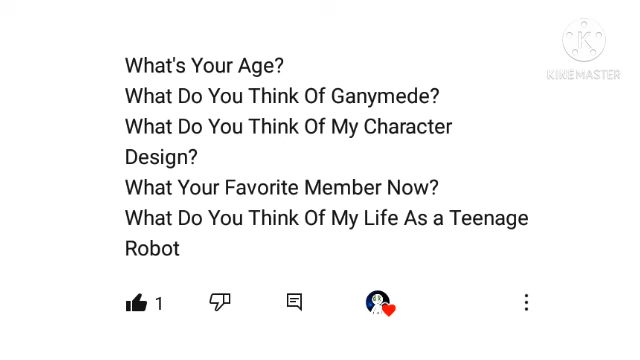 What's Your Age?
What Do You Think Of Ganymede?
What Do You Think Of My Character
Design?
What Your Favorite Member Now?
What Do You Think Of My Life As a Teenage
Robot
1
K
KINEMASTER